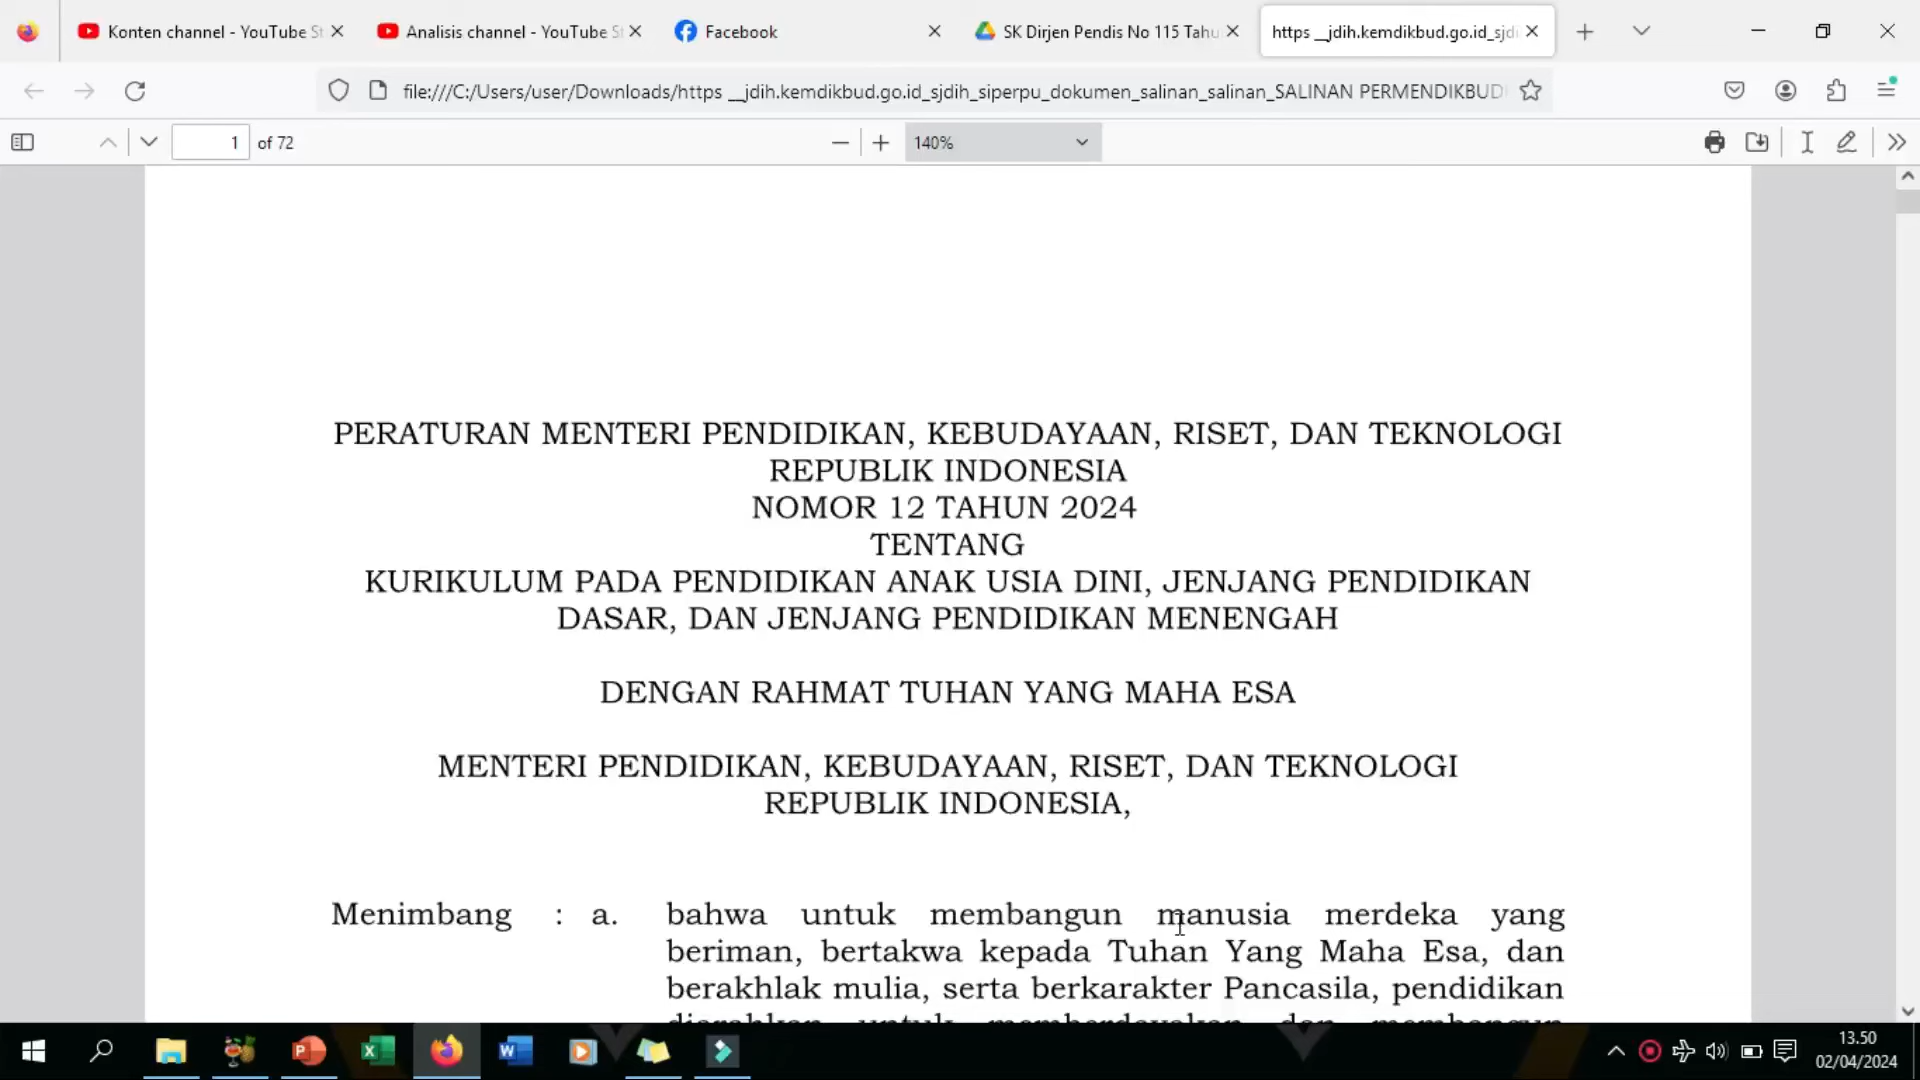 Konten channel - YouTube St
Analisis channel - YouTube S
Facebook
SK Dirjen Pendis No 115 Tahu
https __jdih.kemdikbud.go.id_sjdi
file:///C:/Users/user/Downloads/https __jdih.kemdikbud.go.id_sjdih_siperpu_dokumen_salinan_salinan_SALINAN PERMENDIKBUD
1 of 72
140%
PERATURAN MENTERI PENDIDIKAN, KEBUDAYAAN, RISET, DAN TEKNOLOGI
REPUBLIK INDONESIA
NOMOR 12 TAHUN 2024
TENTANG
KURIKULUM PADA PENDIDIKAN ANAK USIA DINI, JENJANG PENDIDIKAN
DASAR, DAN JENJANG PENDIDIKAN MENENGAH
DENGAN RAHMAT TUHAN YANG MAHA ESA
MENTERI PENDIDIKAN, KEBUDAYAAN, RISET, DAN TEKNOLOGI
REPUBLIK INDONESIA,
Menimbang : a. bahwa untuk membangun manusia merdeka yang
beriman, bertakwa kepada Tuhan Yang Maha Esa, dan
berakhlak mulia, serta berkarakter Pancasila, pendidikan
13.50
02/04/2024